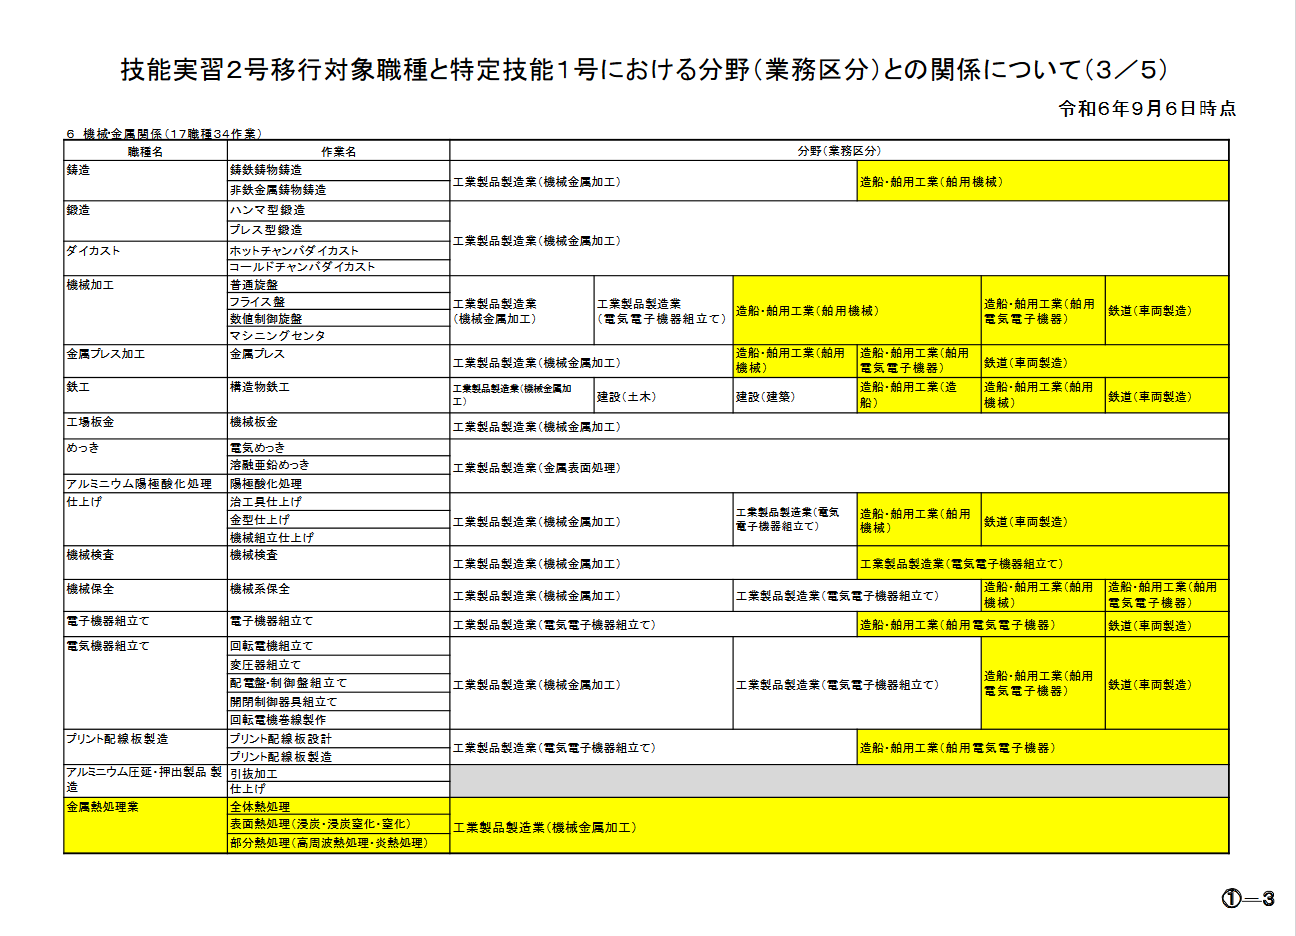 技能実習２号移行対象職種と特定技能１号における分野（業務区分）との関係について（３／５）
令和６年９月６日時点
６　機械・金属関係（１７職種３４作業）
職種名 作業名 分野（業務区分）
鋳造 鋳鉄鋳物鋳造 工業製品製造業（機械金属加工） 造船・舶用工業（舶用機械）
非鉄金属鋳物鋳造
鍛造 ハンマ型鍛造 工業製品製造業（機械金属加工）
プレス型鍛造
ダイカスト ホットチャンバダイカスト
コールドチャンバダイカスト
機械加工 普通旋盤 工業製品製造業
（機械金属加工） 工業製品製造業
（電気電子機器組立て） 造船・舶用工業（舶用機械） 造船・舶用工業（舶用
電気電子機器） 鉄道（車両製造）
フライス盤
数値制御旋盤
マシニングセンタ
金属プレス加工 金属プレス 工業製品製造業（機械金属加工） 造船・舶用工業（舶用
機械） 造船・舶用工業（舶用
電気電子機器） 鉄道（車両製造）
鉄工 構造物鉄工 工業製品製造業（機械金属加
工） 建設（土木） 建設（建築） 造船・舶用工業（造
船） 造船・舶用工業（舶用
機械） 鉄道（車両製造）
工場板金 機械板金 工業製品製造業（機械金属加工）
めっき 電気めっき 工業製品製造業（金属表面処理）
溶融亜鉛めっき
アルミニウム陽極酸化処理 陽極酸化処理
仕上げ 治工具仕上げ 工業製品製造業（機械金属加工） 工業製品製造業（電気
電子機器組立て） 造船・舶用工業（舶用
機械） 鉄道（車両製造）
金型仕上げ
機械組立仕上げ
機械検査 機械検査 工業製品製造業（機械金属加工） 工業製品製造業（電気電子機器組立て）
機械保全 機械系保全 工業製品製造業（機械金属加工） 工業製品製造業（電気電子機器組立て） 造船・舶用工業（舶用
機械） 造船・舶用工業（舶用
電気電子機器）
電子機器組立て 電子機器組立て 工業製品製造業（電気電子機器組立て） 造船・舶用工業（舶用電気電子機器） 鉄道（車両製造）
電気機器組立て 回転電機組立て 工業製品製造業（機械金属加工） 工業製品製造業（電気電子機器組立て） 造船・舶用工業（舶用
電気電子機器） 鉄道（車両製造）
変圧器組立て
配電盤・制御盤組立て
開閉制御器具組立て
回転電機巻線製作
プリント配線板製造 プリント配線板設計 工業製品製造業（電気電子機器組立て） 造船・舶用工業（舶用電気電子機器）
プリント配線板製造
アルミニウム圧延・押出製品 製
造 引抜加工
仕上げ
金属熱処理業 全体熱処理 工業製品製造業（機械金属加工）
表面熱処理（浸炭・浸炭窒化・窒化）
部分熱処理（高周波熱処理・炎熱処理）
①－３